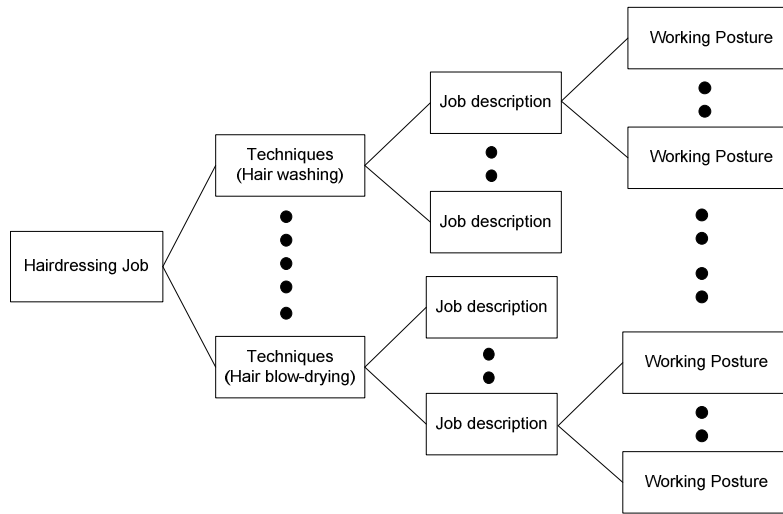 Hairdressing Job
Techniques
(Hair washing)
Techniques
(Hair blow-drying)
Job description
Job description
Job description
Job description
Working Posture
Working Posture
Working Posture
Working Posture